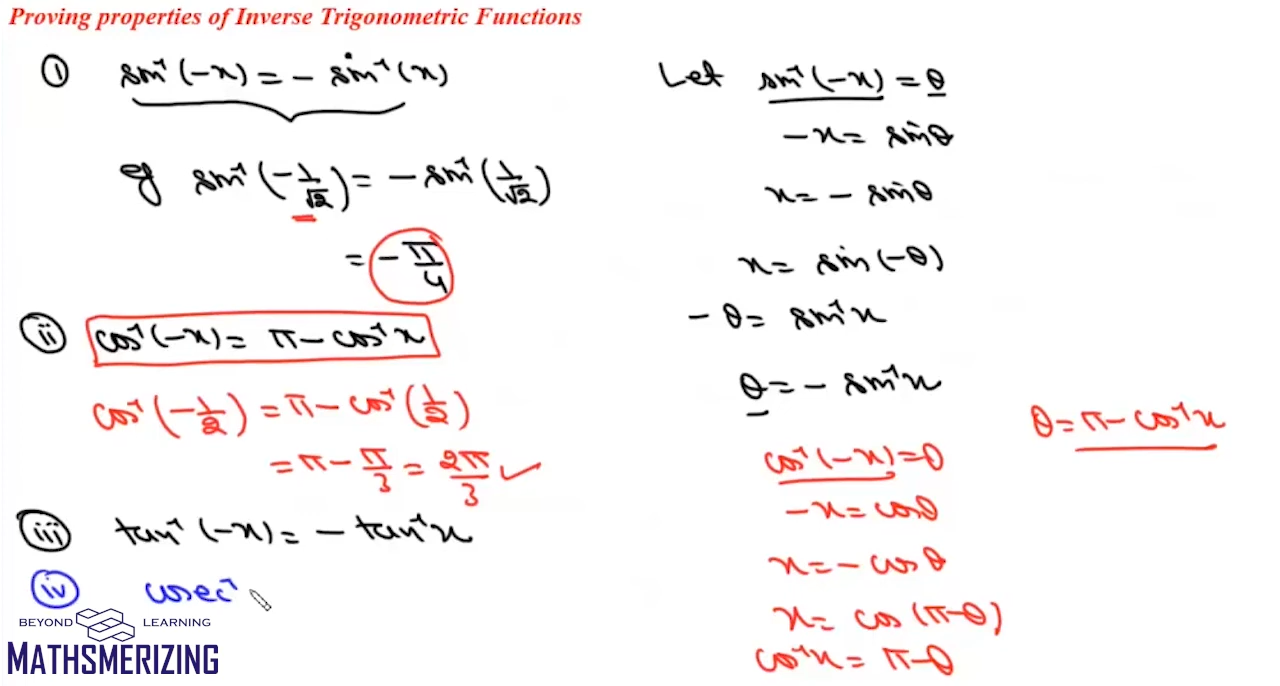 Proving properties of Inverse Trigonometric Functions
① sin⁻¹(-x) = - sin⁻¹(x)
eg sin⁻¹(-1/√2) = - sin⁻¹(1/√2)
= -π/4
ⅱ cos⁻¹(-x) = π - cos⁻¹x
cos⁻¹(-1/2) = π - cos⁻¹(1/2)
= π - π/3 = 2π/3 ✓
ⅲ tan⁻¹(-x) = - tan⁻¹x
ⅳ cosec⁻¹
BEYOND LEARNING
MATHSMERIZING
Let sin⁻¹(-x) = θ
-x = sinθ
x = - sinθ
x = sin(-θ)
-θ = sin⁻¹x
θ = - sin⁻¹x
cos⁻¹(-x) = θ
-x = cosθ
x = - cosθ
x = cos(π-θ)
cos⁻¹x = π-θ
θ = π - cos⁻¹x